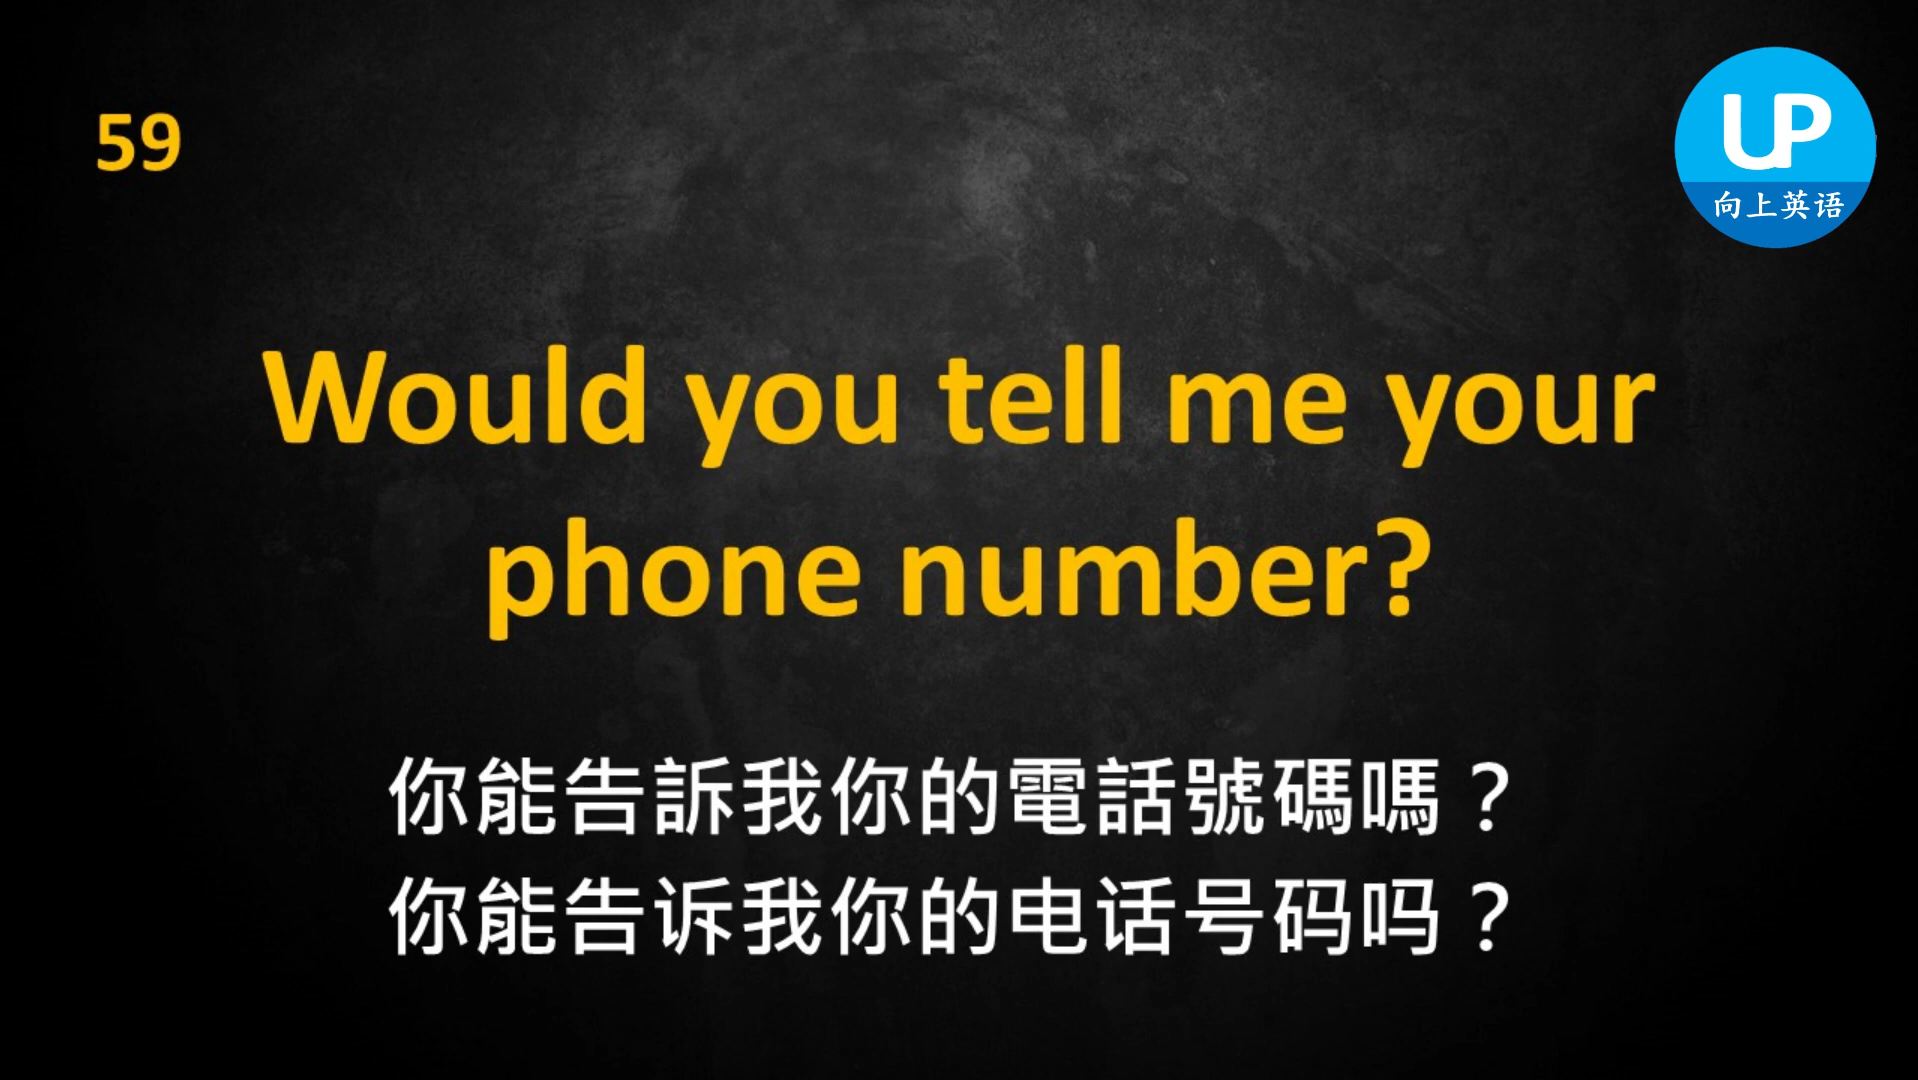 59
UP
向上英语
Would you tell me your
phone number?
你能告訴我你的電話號碼嗎？
你能告诉我你的电话号码吗？